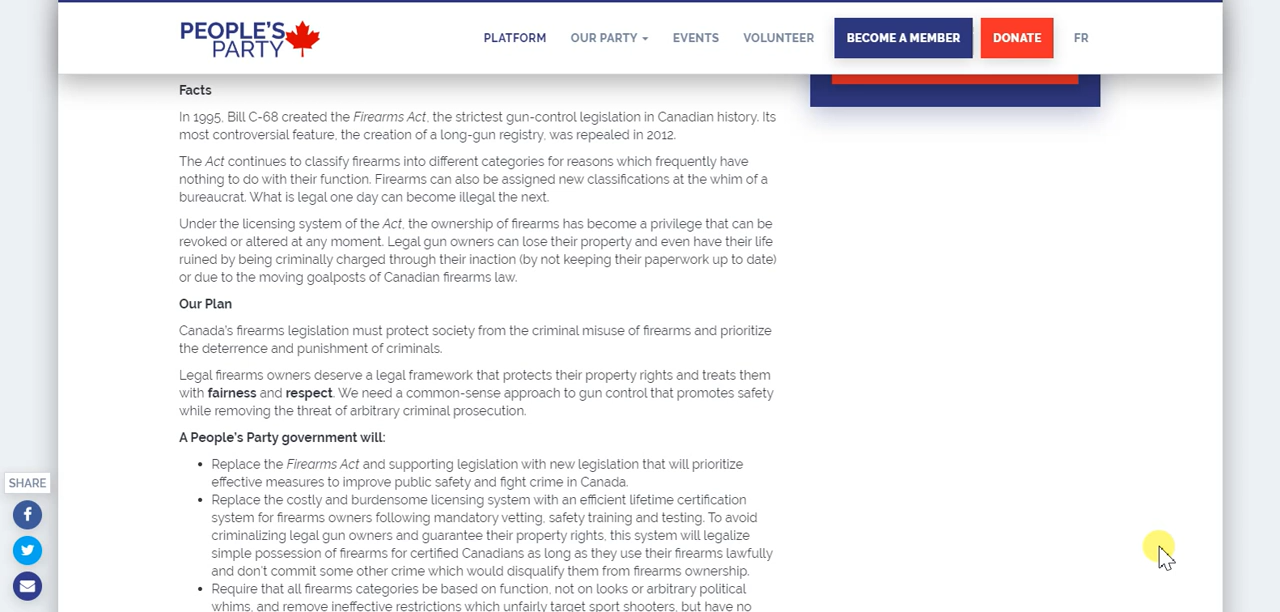 PEOPLE'S
PARTY
PLATFORM
OUR PARTY
EVENTS
VOLUNTEER
BECOME A MEMBER
DONATE
FR
Facts
In 1995, Bill C-68 created the Firearms Act, the strictest gun-control legislation in Canadian history. Its
most controversial feature, the creation of a long-gun registry, was repealed in 2012.
The Act continues to classify firearms into different categories for reasons which frequently have
nothing to do with their function. Firearms can also be assigned new classifications at the whim of a
bureaucrat. What is legal one day can become illegal the next.
Under the licensing system of the Act, the ownership of firearms has become a privilege that can be
revoked or altered at any moment. Legal gun owners can lose their property and even have their life
ruined by being criminally charged through their inaction (by not keeping their paperwork up to date)
or due to the moving goalposts of Canadian firearms law.
Our Plan
Canada's firearms legislation must protect society from the criminal misuse of firearms and prioritize
the deterrence and punishment of criminals.
Legal firearms owners deserve a legal framework that protects their property rights and treats them
with fairness and respect. We need a common-sense approach to gun control that promotes safety
while removing the threat of arbitrary criminal prosecution.
A People's Party government will:
• Replace the Firearms Act and supporting legislation with new legislation that will prioritize
effective measures to improve public safety and fight crime in Canada.
• Replace the costly and burdensome licensing system with an efficient lifetime certification
system for firearms owners following mandatory vetting, safety training and testing. To avoid
criminalizing legal gun owners and guarantee their property rights, this system will legalize
simple possession of firearms for certified Canadians as long as they use their firearms lawfully
and don't commit some other crime which would disqualify them from firearms ownership.
• Require that all firearms categories be based on function, not on looks or arbitrary political
whims, and remove ineffective restrictions which unfairly target sport shooters, but have no
SHARE